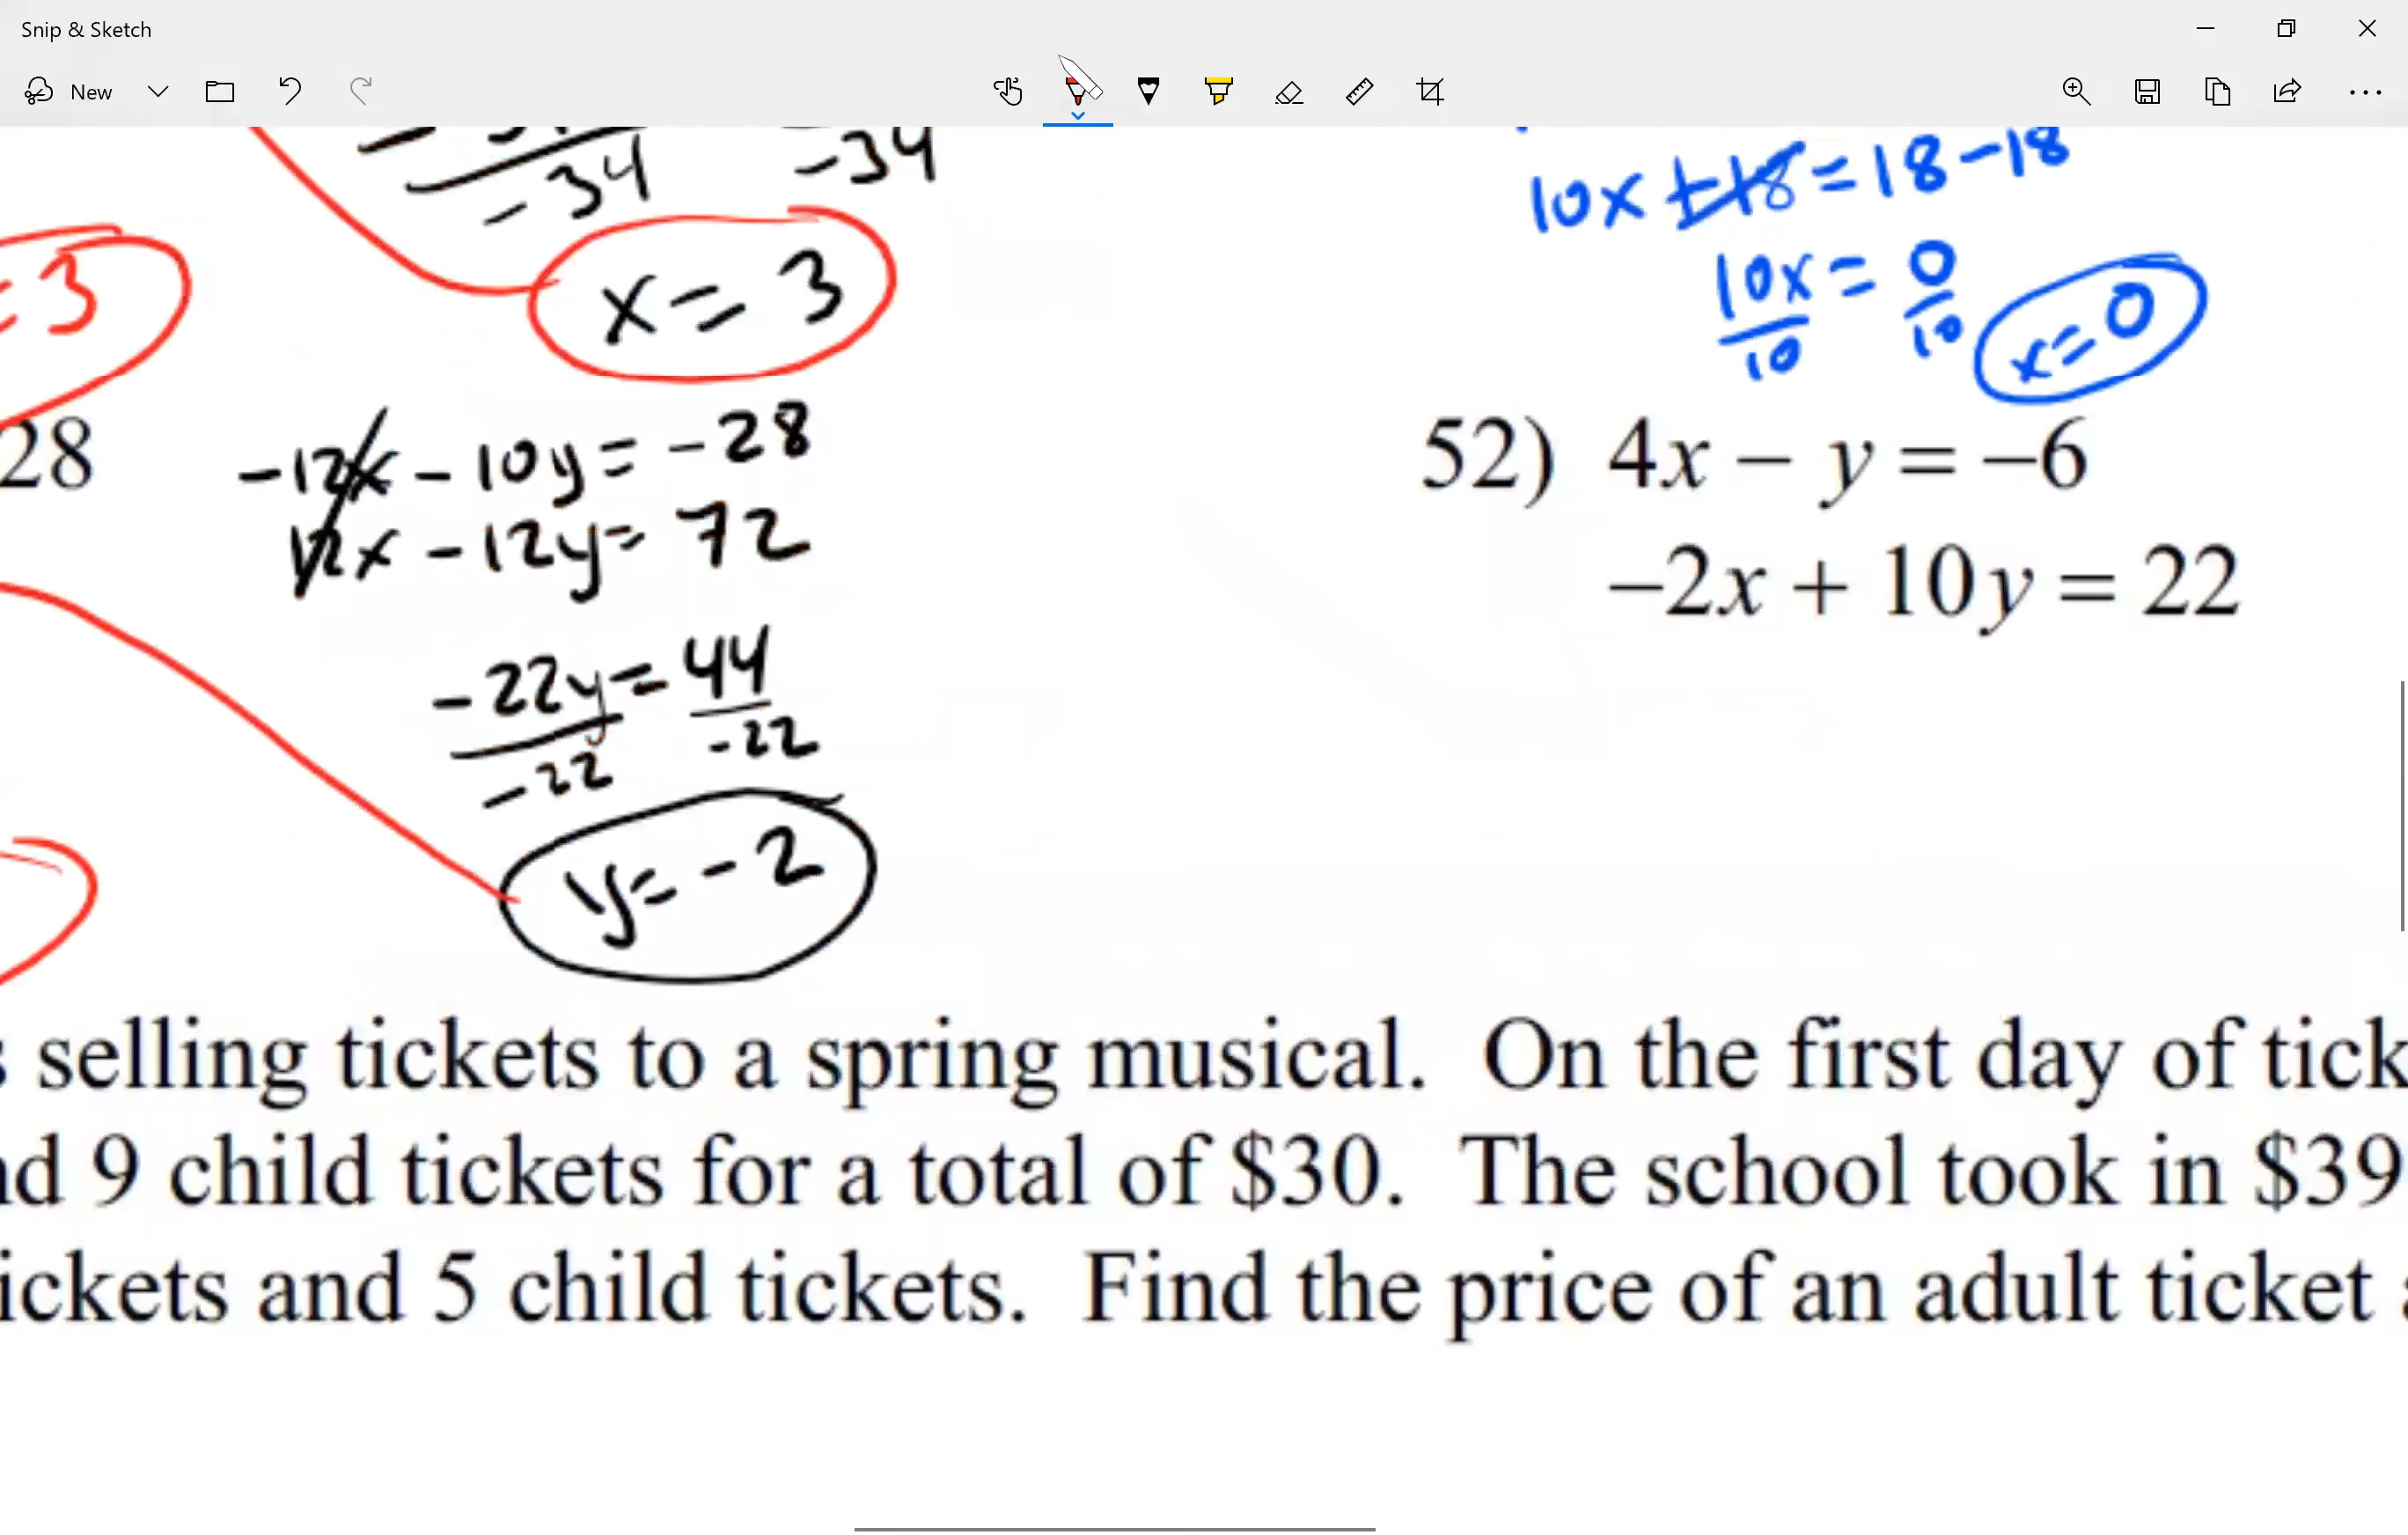 Snip & Sketch
New
-34
-34
= 3
x = 3
10x +18 = 18 - 18
10x = 0
10 10
x = 0
28
-12x - 10y = -28
12x - 12y = 72
-22y = 44
-22 -22
y = -2
52) 4x − y = −6
−2x + 10y = 22
selling tickets to a spring musical. On the first day of tick
nd 9 child tickets for a total of $30. The school took in $39
ickets and 5 child tickets. Find the price of an adult ticket